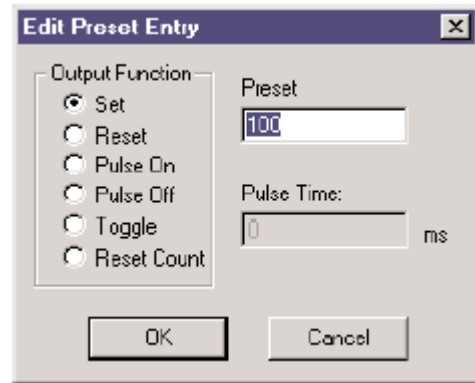 Edit Preset Entry
Output Function
Set
Reset
Pulse On
Pulse Off
Toggle
Reset Count
Preset
100
Pulse Time:
0
ms
OK
Cancel